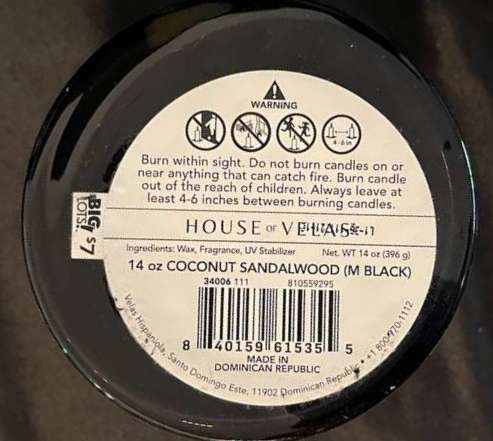 WARNING
4-6 in
Burn within sight. Do not burn candles on or
near anything that can catch fire. Burn candle
out of the reach of children. Always leave at
least 4-6 inches between burning candles.
HOUSE OF VELAS
BIG
LOTS!
$7
Ingredients: Wax, Fragrance, UV Stabilizer Net. WT 14 oz (396 g)
14 oz COCONUT SANDALWOOD (M BLACK)
34006 111 810559295
8 40159 61535 5
MADE IN
DOMINICAN REPUBLIC
Velas Hispanola, Santo Domingo Este, 11902 Dominican Republic • +1 800-970-1112